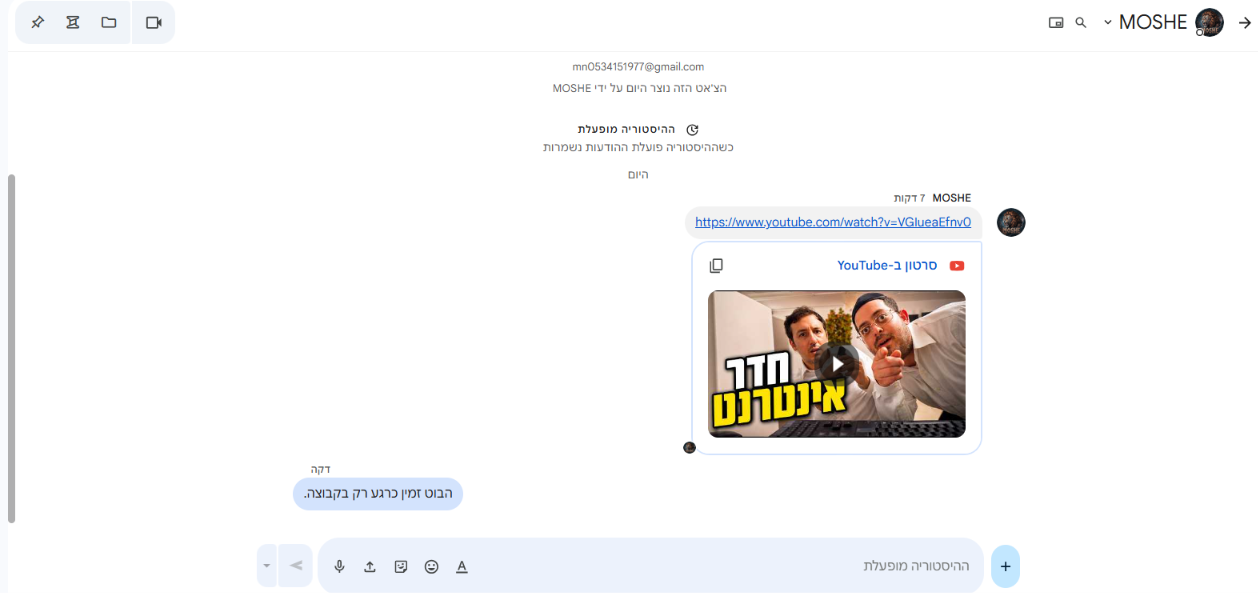 MOSHE
mn0534151977@gmail.com
הצ'אט הזה נוצר היום על ידי MOSHE
ההיסטוריה מופעלת
כשההיסטוריה פועלת ההודעות נשמרות
היום
MOSHE 7 דקות
https://www.youtube.com/watch?v=VGIueaEfnv0
סרטון ב-YouTube
חדר
אינטרנט
דקה
הבוט זמין כרגע רק בקבוצה.
ההיסטוריה מופעלת